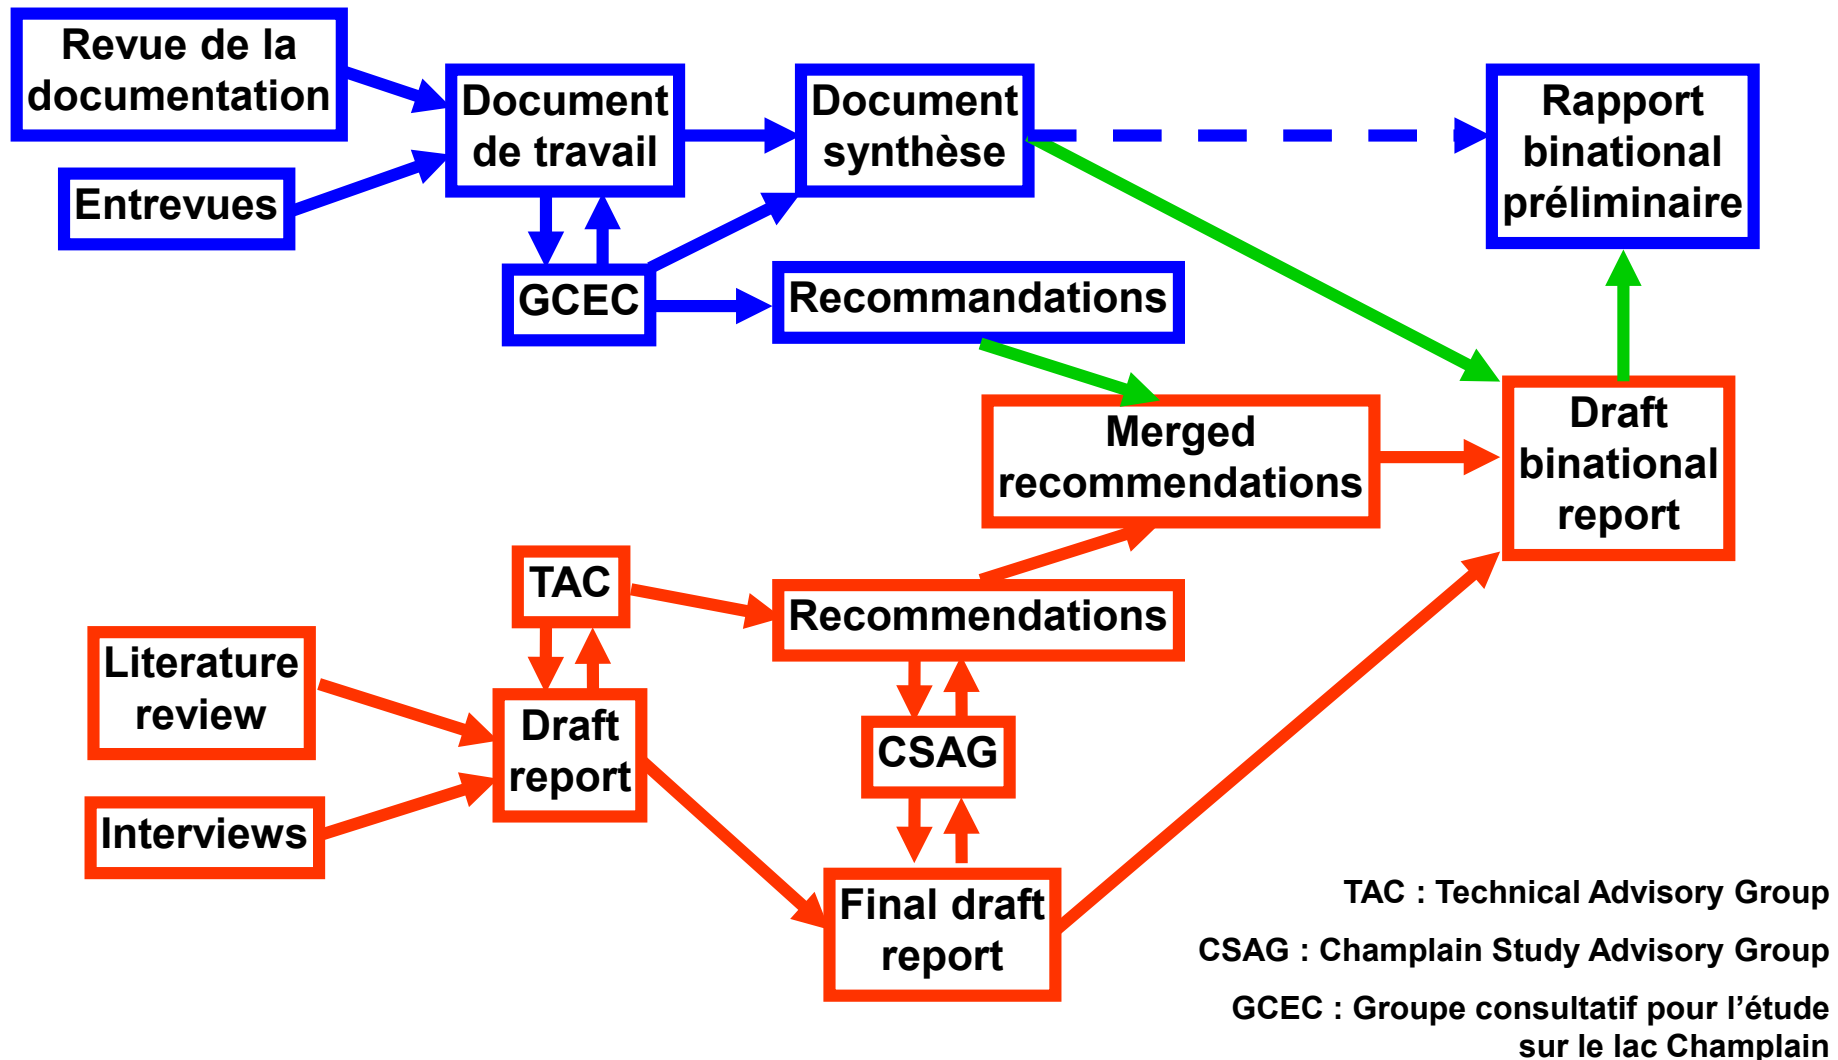 Revue de la
documentation
Entrevues
Document
de travail
Document
synthèse
Rapport
binational
préliminaire
GCEC
Recommandations
Merged
recommendations
Draft
binational
report
TAC
Recommendations
Literature
review
Interviews
Draft
report
CSAG
Final draft
report
TAC : Technical Advisory Group
CSAG : Champlain Study Advisory Group
GCEC : Groupe consultatif pour l’étude
sur le lac Champlain